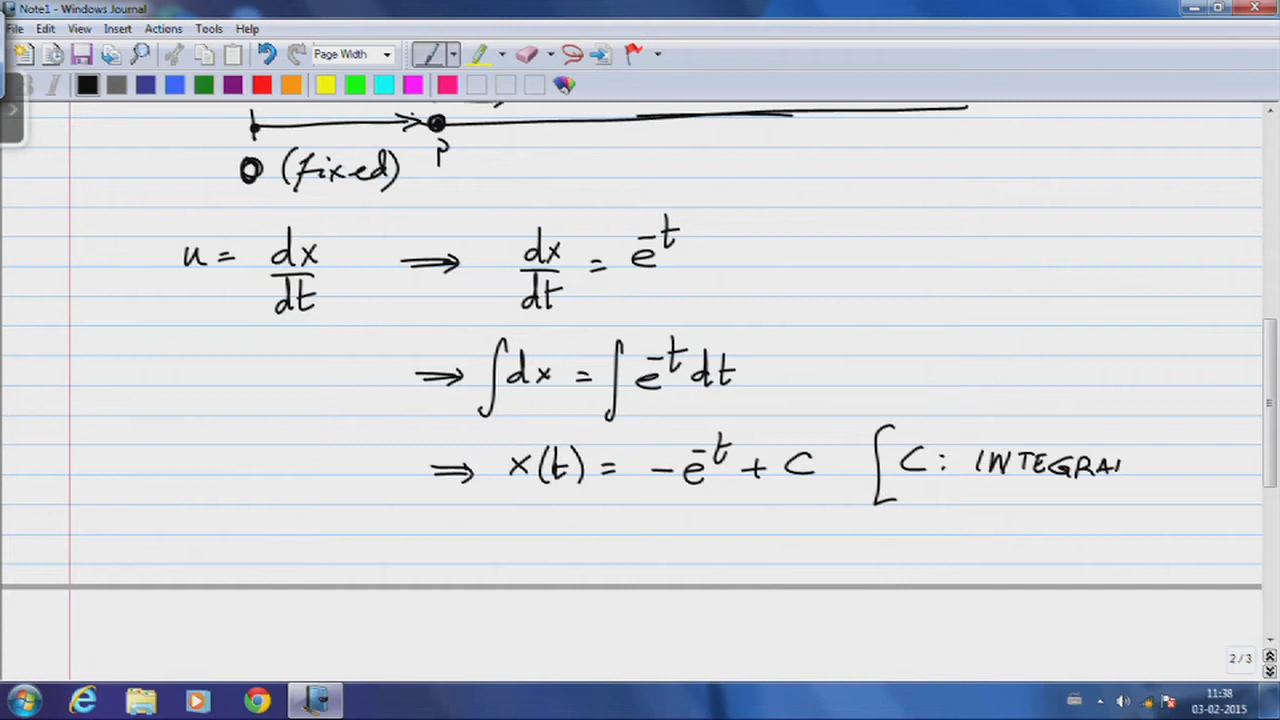 Note1 - Windows Journal
File Edit View Insert Actions Tools Help
Page Width
O (fixed) P
u = dx/dt ⟹ dx/dt = e^-t
⟹ ∫dx = ∫ e^-t dt
⟹ x(t) = -e^-t + C [C: INTEGRA
2 / 3
11:38
03-02-2015